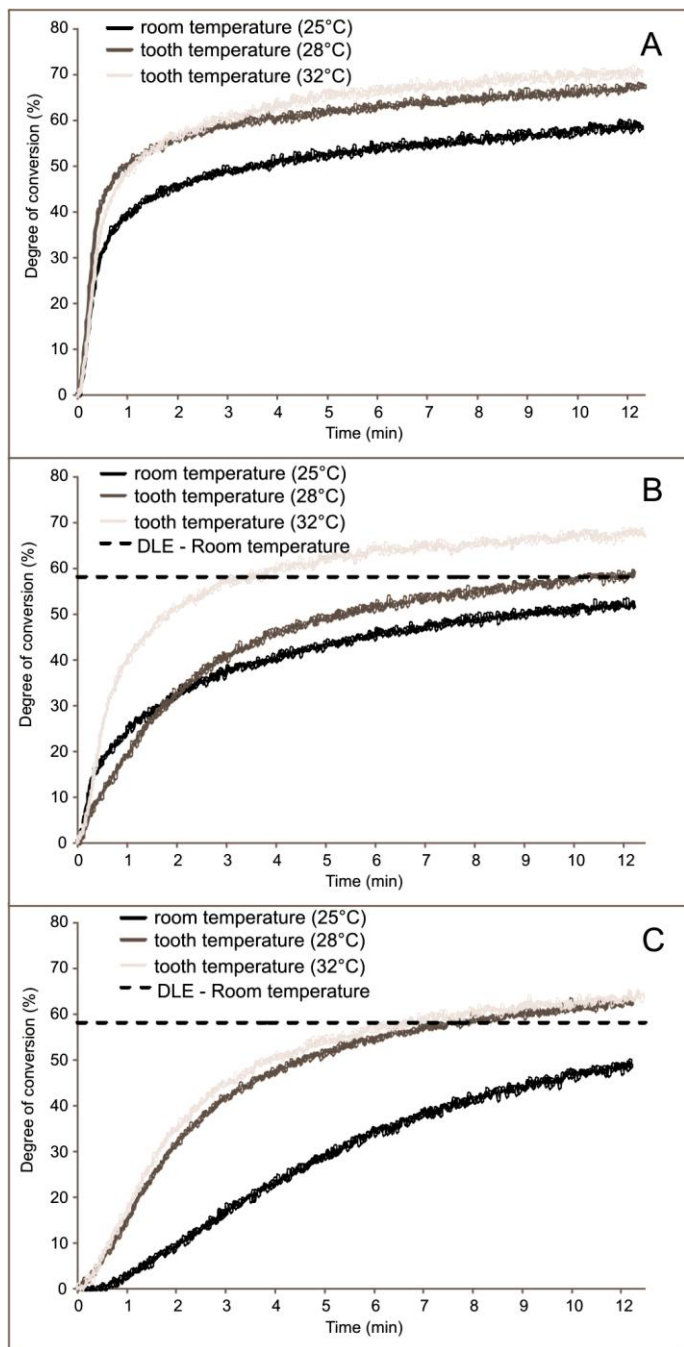 80
room temperature (25°C)
A
70
tooth temperature (28°C)
tooth temperature (32°C)
60
50
40
30
20
10
0
Degree of conversion (%)
0 1 2 3 4 5 6 7 8 9 10 11 12
Time (min)
80
room temperature (25°C)
B
70
tooth temperature (28°C)
tooth temperature (32°C)
DLE - Room temperature
60
50
40
30
20
10
0
Degree of conversion (%)
0 1 2 3 4 5 6 7 8 9 10 11 12
Time (min)
80
room temperature (25°C)
C
70
tooth temperature (28°C)
tooth temperature (32°C)
DLE - Room temperature
60
50
40
30
20
10
0
Degree of conversion (%)
0 1 2 3 4 5 6 7 8 9 10 11 12
Time (min)